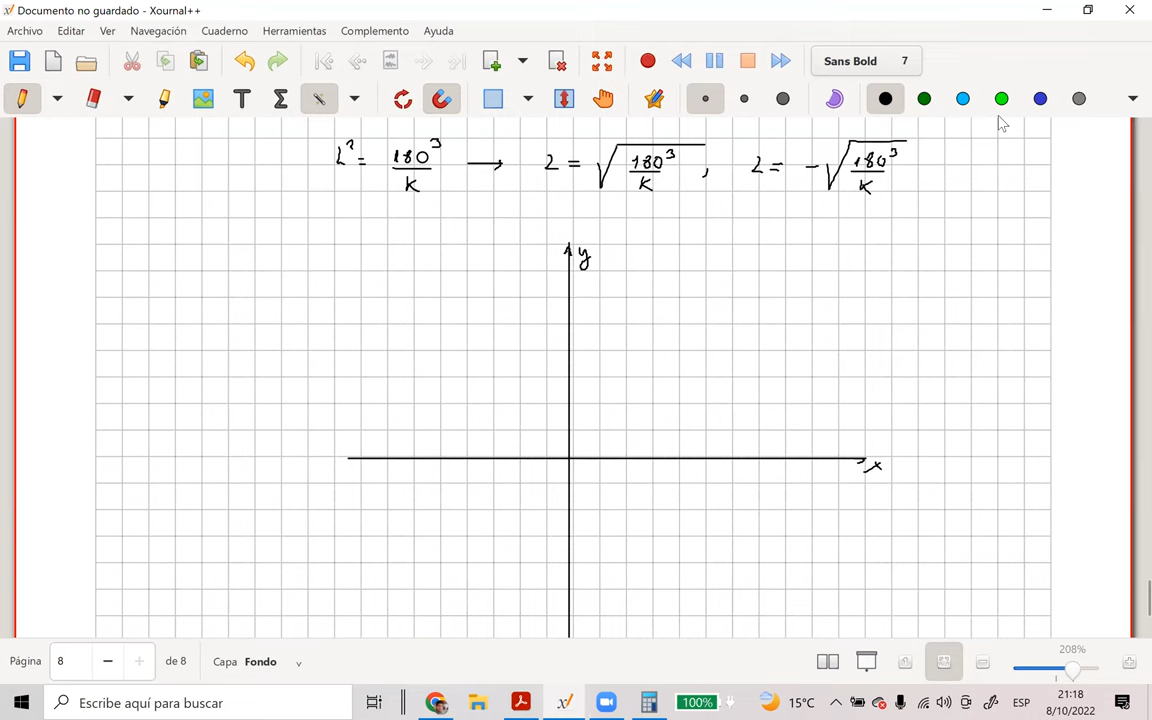 Documento no guardado - Xournal++
Archivo Editar Ver Navegación Cuaderno Herramientas Complemento Ayuda
Sans Bold 7
L² = 180³/K → L = √(180³/K) , L = -√(180³/K)
y
x
Página 8 de 8 Capa Fondo 208%
Escribe aquí para buscar 100% 15°C ESP 21:18
8/10/2022